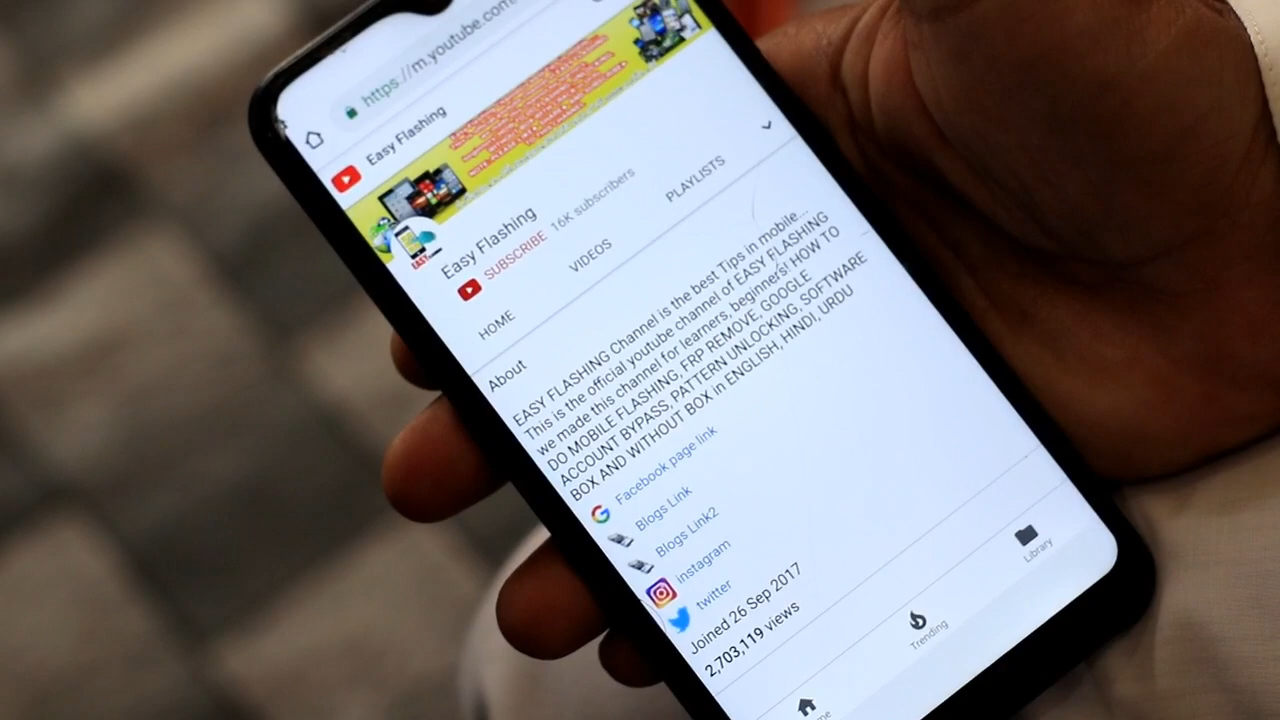 https://m.youtube.com
Easy Flashing
NOTE PLEASE
Easy Flashing
SUBSCRIBE 16K subscribers
HOME VIDEOS PLAYLISTS
About
EASY FLASHING Channel is the best Tips in mobile...
This is the official youtube channel of EASY FLASHING
we made this channel for learners, beginners! HOW TO
DO MOBILE FLASHING, FRP REMOVE, GOOGLE
ACCOUNT BYPASS, PATTERN UNLOCKING, SOFTWARE
BOX AND WITHOUT BOX in ENGLISH, HINDI, URDU
Facebook page link
Blogs Link
Blogs Link2
instagram
twitter
Joined 26 Sep 2017
2,703,119 views
Trending
Library